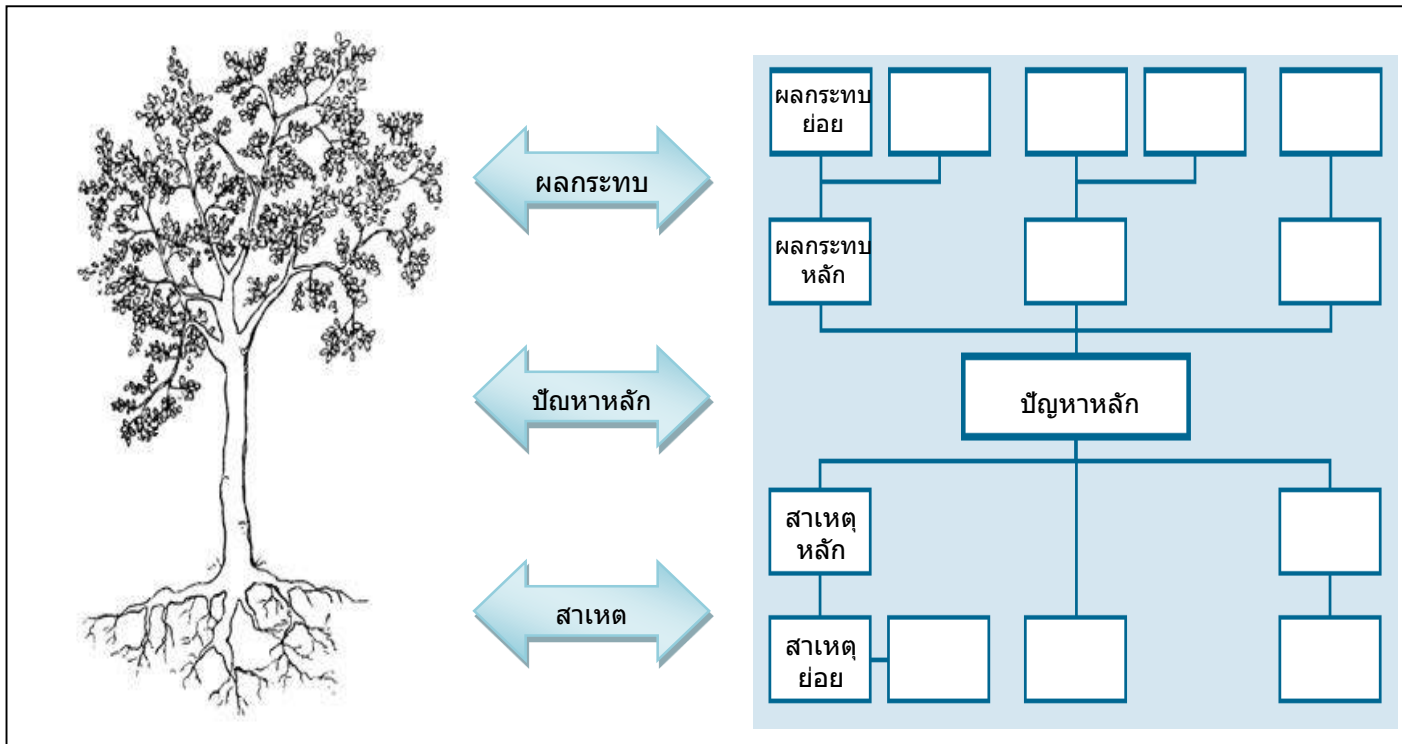 ผลกระทบ
ปัญหาหลัก
สาเหต
ผลกระทบ
ย่อย
ผลกระทบ
หลัก
ปัญหาหลัก
สาเหตุ
หลัก
สาเหตุ
ย่อย